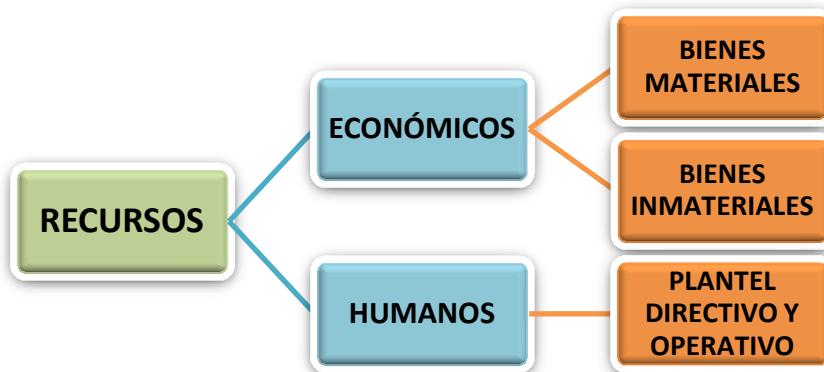 RECURSOS
ECONÓMICOS
BIENES
MATERIALES
BIENES
INMATERIALES
HUMANOS
PLANTEL
DIRECTIVO Y
OPERATIVO